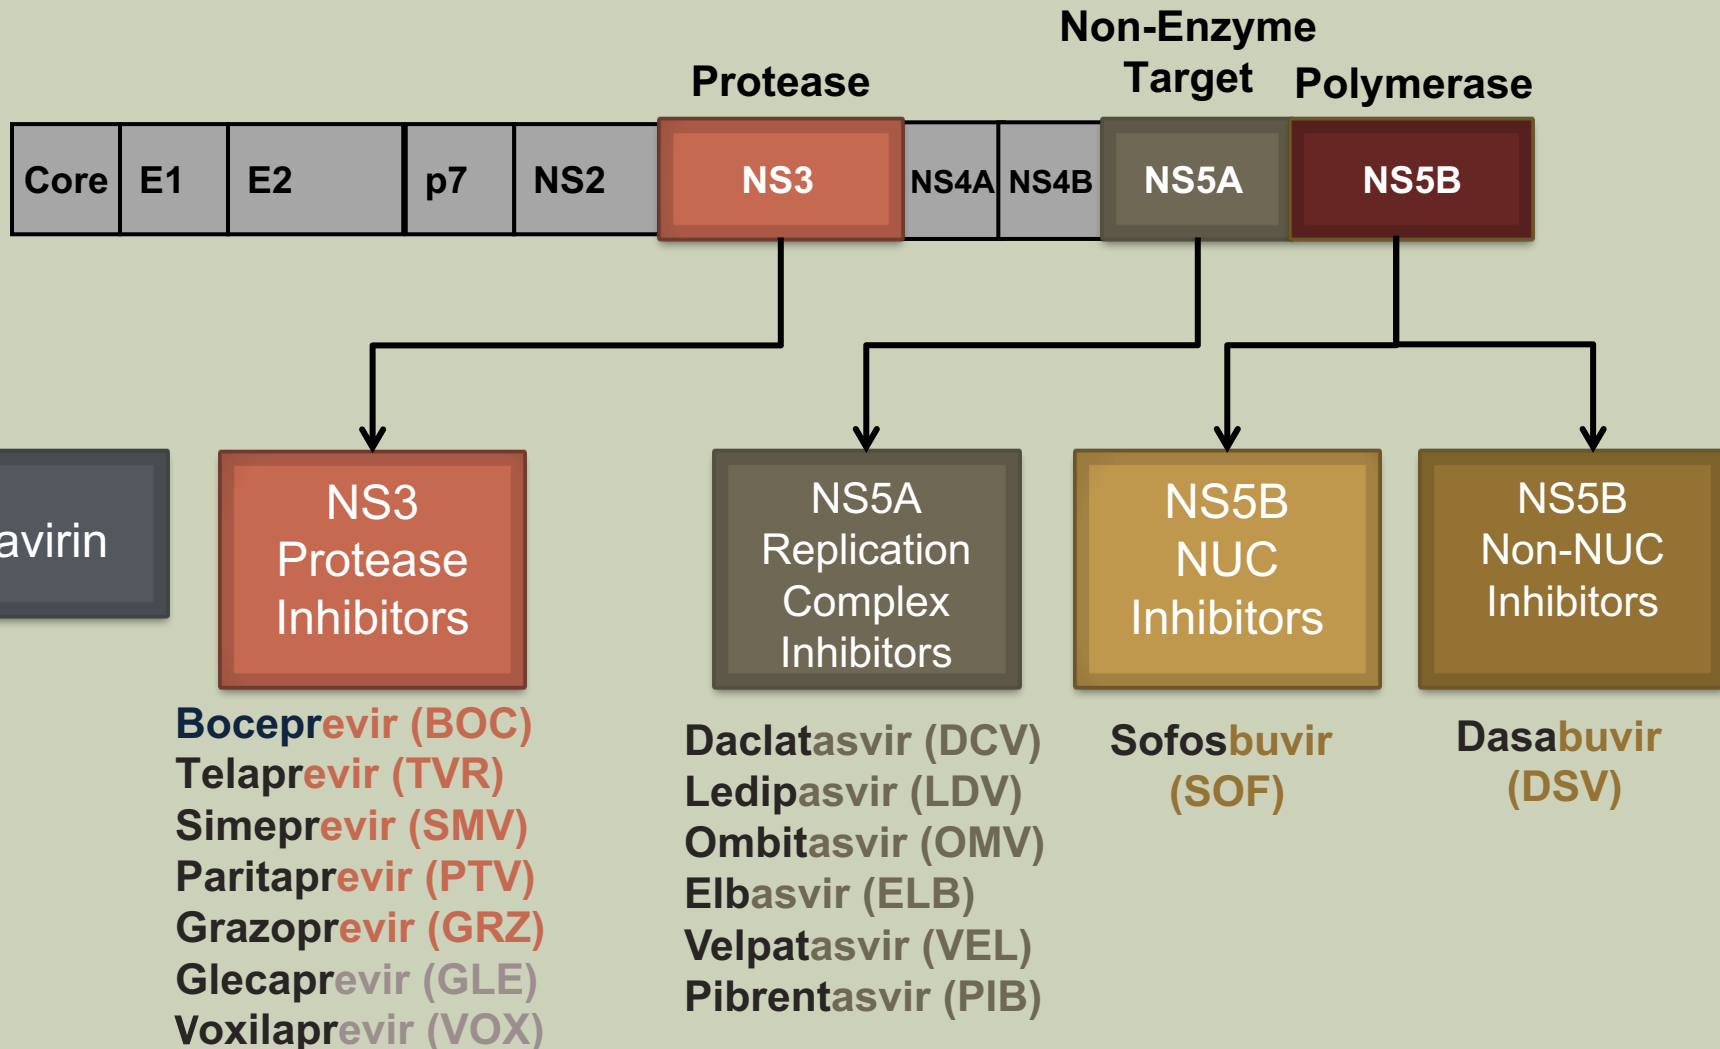 Non-Enzyme
Target
Protease
Polymerase
Core E1 E2 p7 NS2 NS3 NS4A NS4B NS5A NS5B
avirin
NS3
Protease
Inhibitors
NS5A
Replication
Complex
Inhibitors
NS5B
NUC
Inhibitors
NS5B
Non-NUC
Inhibitors
Boceprevir (BOC)
Telaprevir (TVR)
Simeprevir (SMV)
Paritaprevir (PTV)
Grazoprevir (GRZ)
Glecaprevir (GLE)
Voxilaprevir (VOX)
Daclatasvir (DCV)
Ledipasvir (LDV)
Ombitasvir (OMV)
Elbasvir (ELB)
Velpatasvir (VEL)
Pibrentasvir (PIB)
Sofosbuvir
(SOF)
Dasabuvir
(DSV)